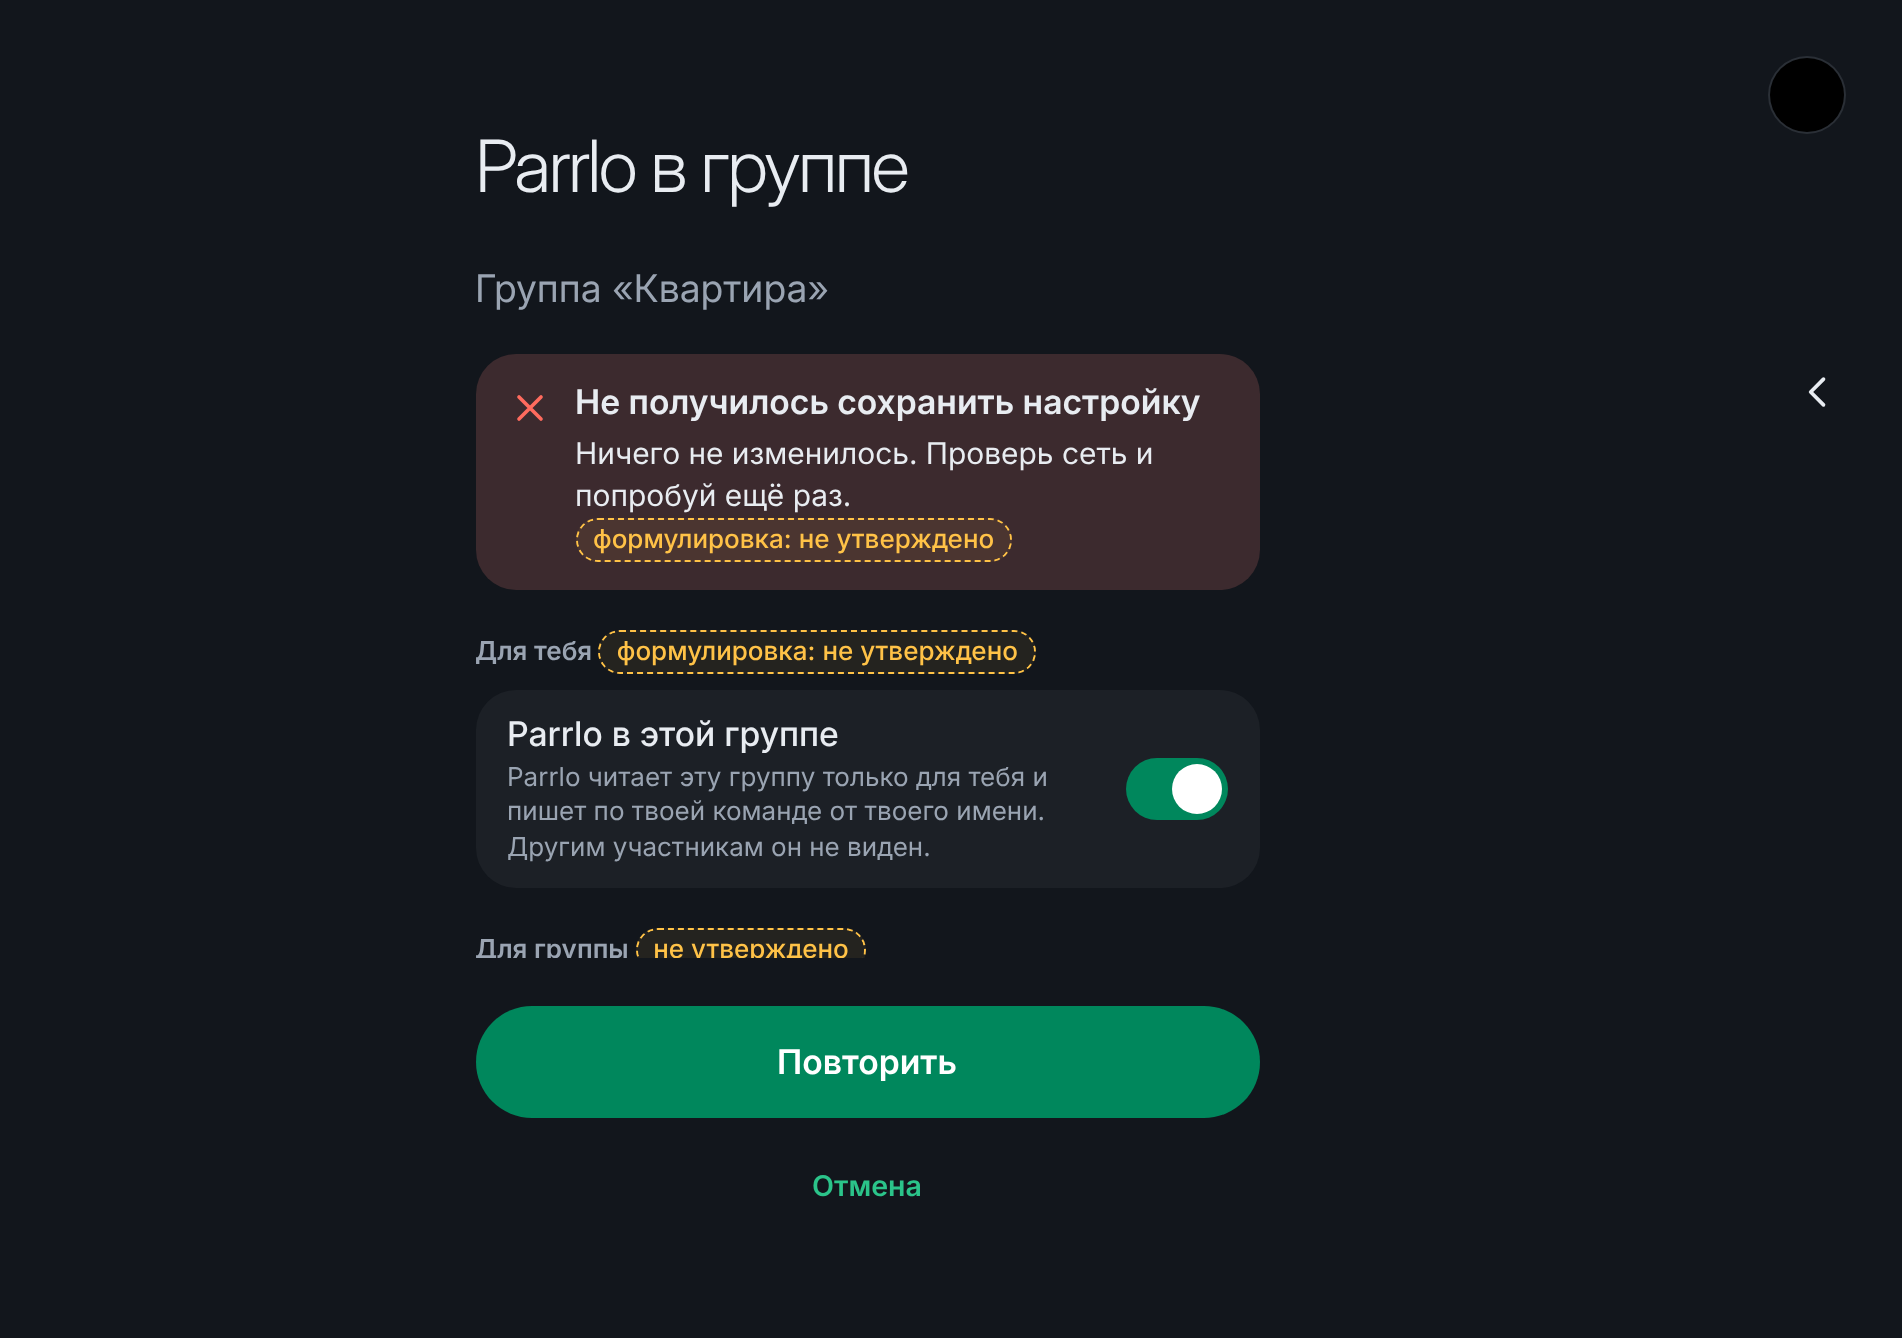 Parrlo в группе
Группа «Квартира»
Не получилось сохранить настройку
Ничего не изменилось. Проверь сеть и
попробуй ещё раз.
формулировка: не утверждено
Для тебя формулировка: не утверждено
Parrlo в этой группе
Parrlo читает эту группу только для тебя и
пишет по твоей команде от твоего имени.
Другим участникам он не виден.
Для группы не утверждено
Повторить
Отмена